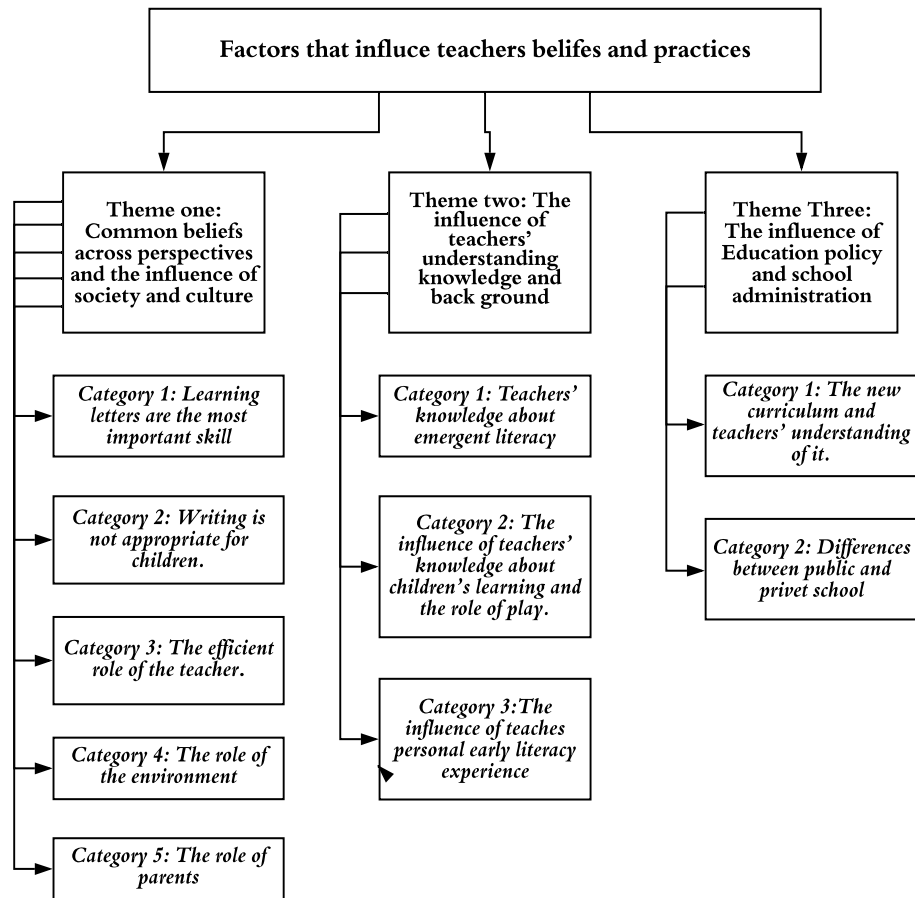 Factors that influce teachers belifes and practices
Theme one:
Common beliefs
across perspectives
and the influence of
society and culture
Category 1: Learning
letters are the most
important skill
Category 2: Writing is
not appropriate for
children.
Category 3: The efficient
role of the teacher.
Category 4: The role of
the environment
Category 5: The role of
parents
Theme two: The
influence of
teachers’
understanding
knowledge and
back ground
Category 1: Teachers’
knowledge about
emergent literacy
Category 2: The
influence of teachers’
knowledge about
children’s learning and
the role of play.
Category 3:The
influence of teaches
personal early literacy
experience
Theme Three:
The influence of
Education policy
and school
administration
Category 1: The new
curriculum and
teachers’ understanding
of it.
Category 2: Differences
between public and
privet school